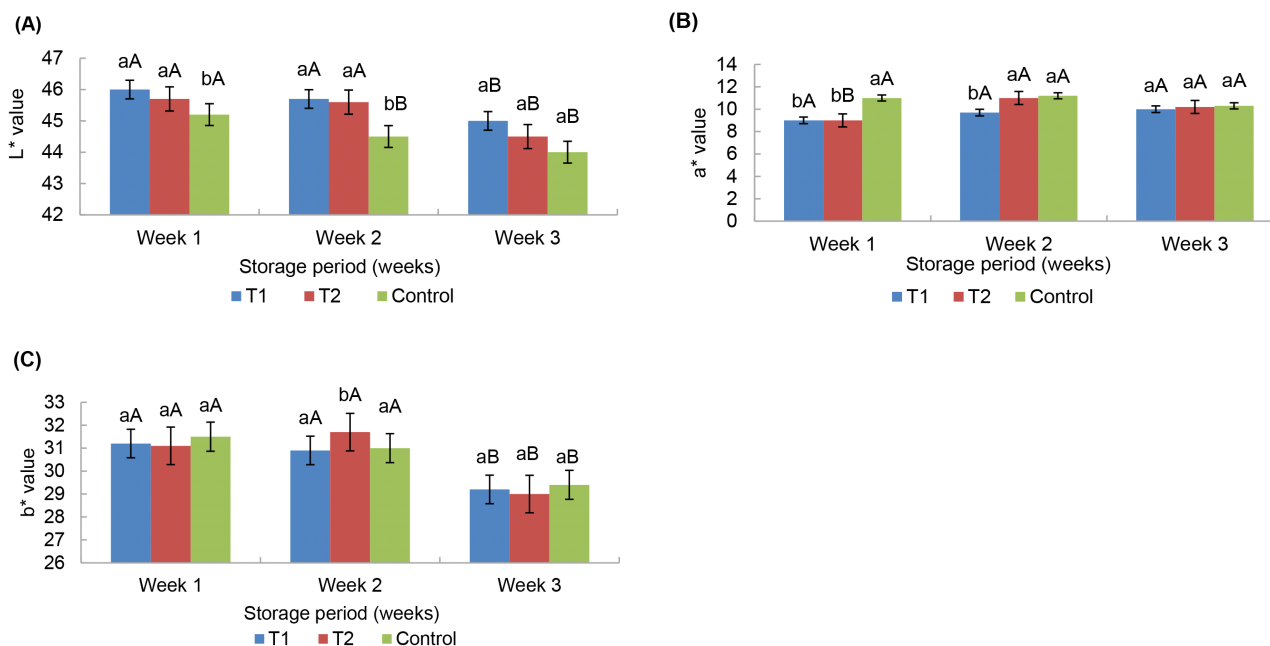 (A)
47
46
45
44
43
42
L* value
aA aA bA
aA aA bB
aB aB aB
Week 1 Week 2 Week 3
Storage period (weeks)
T1 T2 Control
(B)
14
12
10
8
6
4
2
0
a* value
bA bB aA
bA aA aA
aA aA aA
Week 1 Week 2 Week 3
Storage period (weeks)
T1 T2 Control
(C)
33
32
31
30
29
28
27
26
b* value
aA aA aA
aA bA aA
aB aB aB
Week 1 Week 2 Week 3
Storage period (weeks)
T1 T2 Control